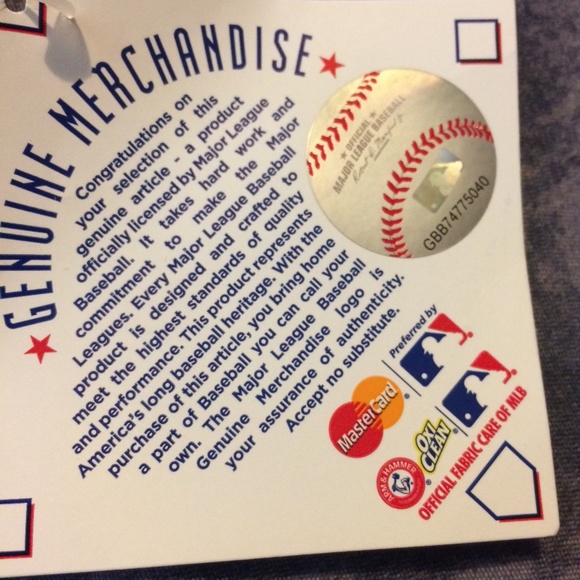 GENUINE MERCHANDISE
Congratulations on
your selection of this
genuine article - a product
officially licensed by Major League
Baseball. It takes hard work and
commitment to make the Major
Leagues. Every Major League Baseball
product is designed and crafted to
meet the highest standards of quality
and performance. This product represents
America's long baseball heritage. With the
purchase of this article, you bring home
a part of Baseball you can call your
own. The Major League Baseball
Genuine Merchandise logo is
your assurance of authenticity.
Accept no substitute.
OFFICIAL
MAJOR LEAGUE BASEBALL
GBB74775040
Preferred by
MasterCard
ARM & HAMMER
OXI
CLEAN
OFFICIAL FABRIC CARE OF MLB